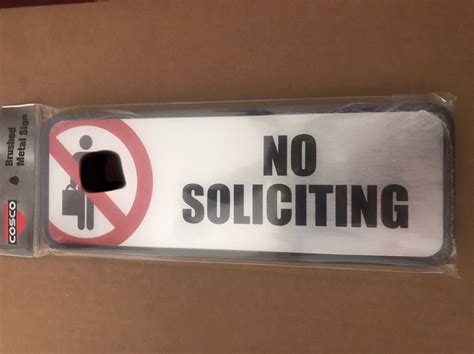 COSCO
Brushed
Metal Sign
NO
SOLICITING